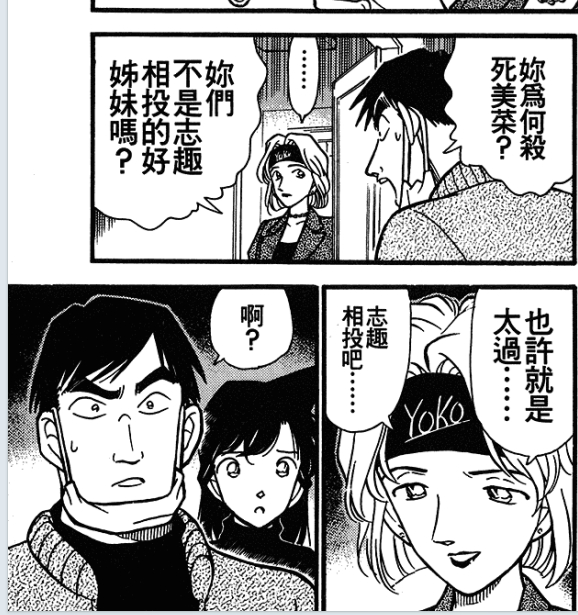 妳爲何殺
死美菜?
……
妳們
不是志趣
相投的好
姊妹嗎?
YoKo
也許就是
太過……
志趣
相投吧……
YoKo
啊?